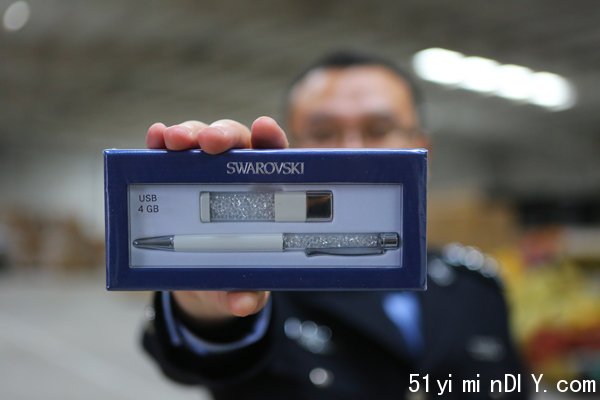 SWAROVSKI
USB
4 GB
51yi mi nDI Y. com